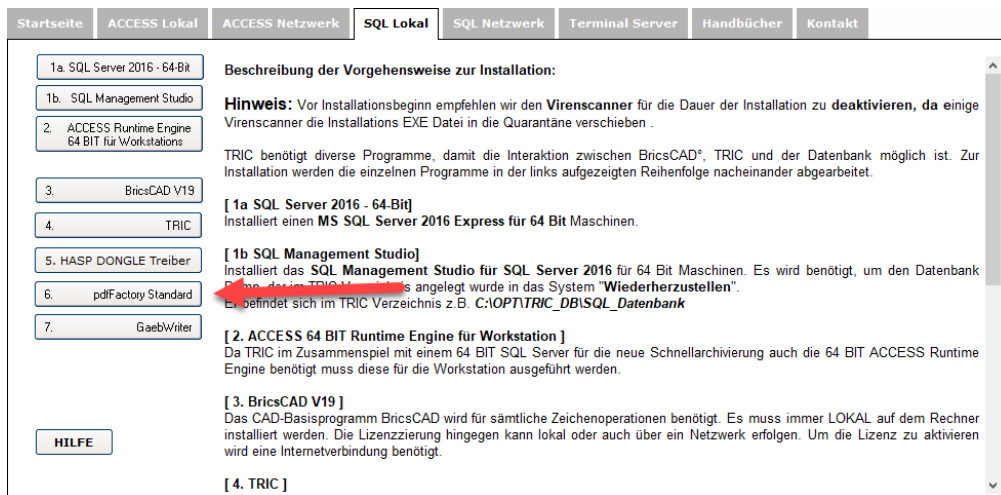 Startseite ACCESS Lokal ACCESS Netzwerk SQL Lokal SQL Netzwerk Terminal Server Handbücher Kontakt
1a. SQL Server 2016 - 64-Bit
1b. SQL Management Studio
2. ACCESS Runtime Engine
64 BIT für Workstations
3. BricsCAD V19
4. TRIC
5. HASP DONGLE Treiber
6. pdfFactory Standard
7. GaebWriter
HILFE
Beschreibung der Vorgehensweise zur Installation:
Hinweis: Vor Installationsbeginn empfehlen wir den Virenscanner für die Dauer der Installation zu deaktivieren, da einige
Virenscanner die Installations EXE Datei in die Quarantäne verschieben .
TRIC benötigt diverse Programme, damit die Interaktion zwischen BricsCAD°, TRIC und der Datenbank möglich ist. Zur
Installation werden die einzelnen Programme in der links aufgezeigten Reihenfolge nacheinander abgearbeitet.
[ 1a SQL Server 2016 - 64-Bit]
Installiert einen MS SQL Server 2016 Express für 64 Bit Maschinen.
[ 1b SQL Management Studio]
Installiert das SQL Management Studio für SQL Server 2016 für 64 Bit Maschinen. Es wird benötigt, um den Datenbank
der im TRIC angelegt wurde in das System "Wiederherzustellen".
befindet sich im TRIC Verzeichnis z.B. C:\OPT\TRIC_DB\SQL_Datenbank
[ 2. ACCESS 64 BIT Runtime Engine für Workstation ]
Da TRIC im Zusammenspiel mit einem 64 BIT SQL Server für die neue Schnellarchivierung auch die 64 BIT ACCESS Runtime
Engine benötigt muss diese für die Workstation ausgeführt werden.
[ 3. BricsCAD V19 ]
Das CAD-Basisprogramm BricsCAD wird für sämtliche Zeichenoperationen benötigt. Es muss immer LOKAL auf dem Rechner
installiert werden. Die Lizenzzierung hingegen kann lokal oder auch über ein Netzwerk erfolgen. Um die Lizenz zu aktivieren
wird eine Internetverbindung benötigt.
[ 4. TRIC ]